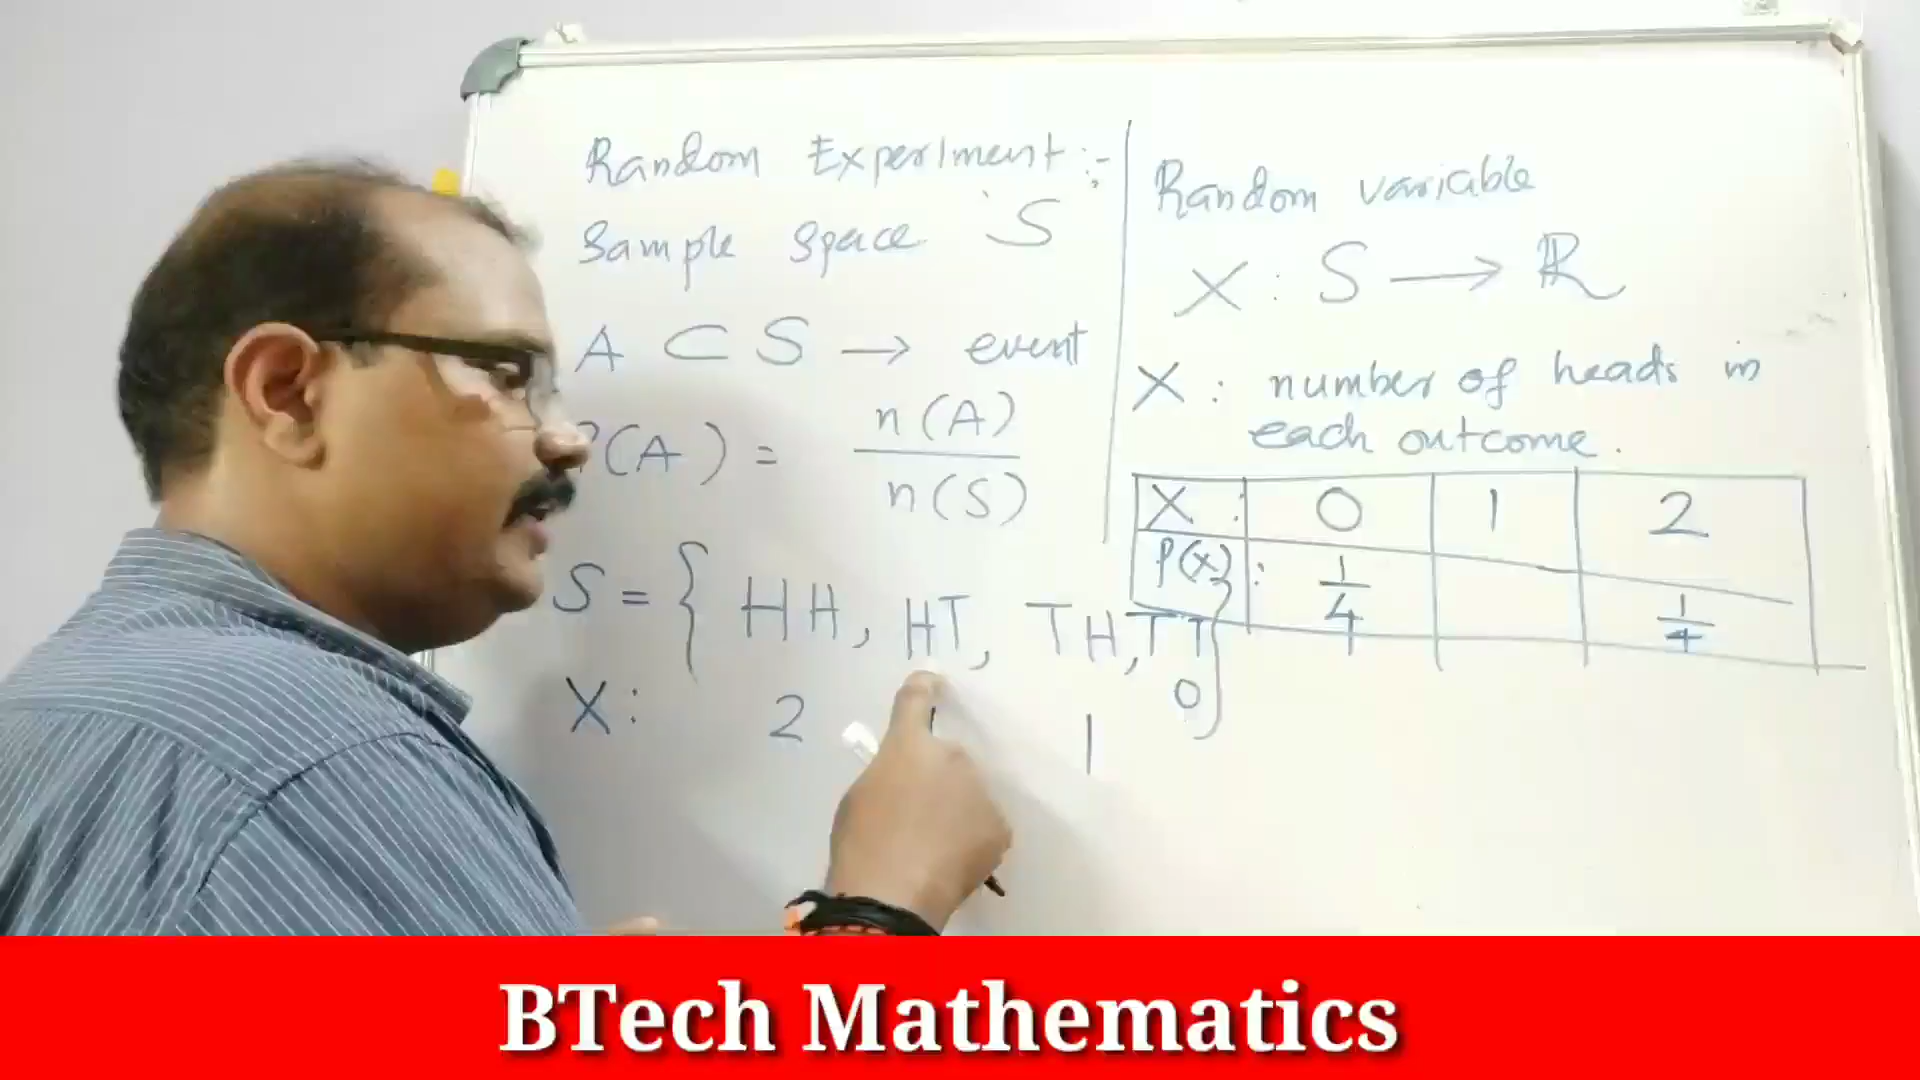 Random Experiment :-
Sample space S
A ⊂ S → event
P(A) = n(A) / n(S)
S = { HH, HT, TH, TT }
X : 2 1 1 0
Random variable
X : S → ℝ
X : number of heads in
each outcome.
X : 0 1 2
P(x) : 1/4 1/4
BTech Mathematics